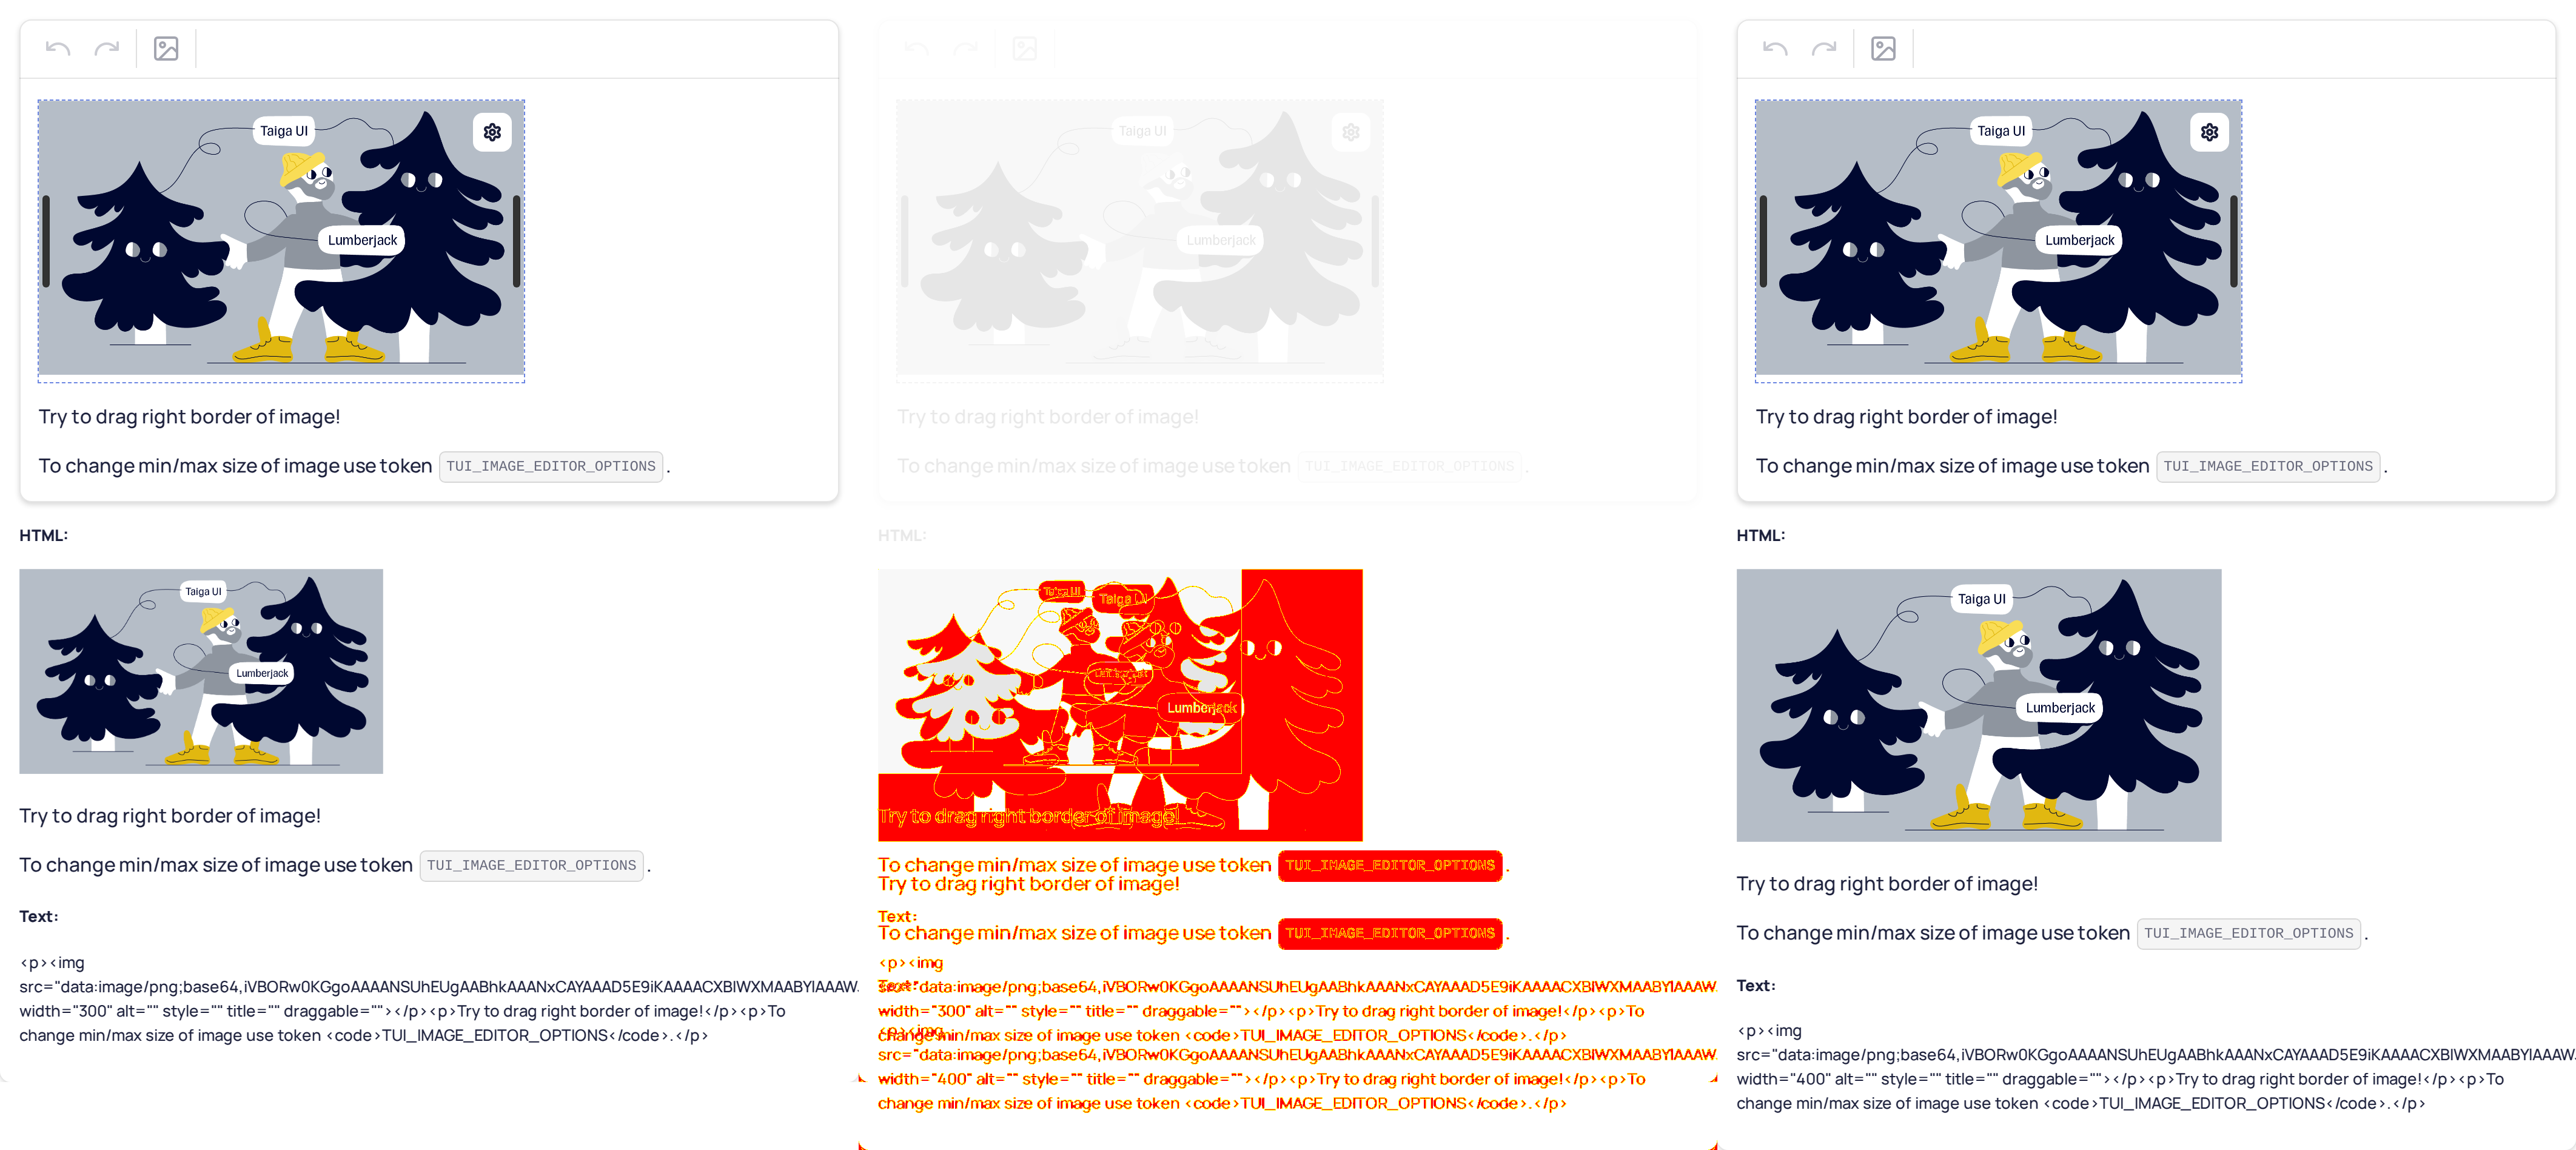 Taiga UI
Lumberjack
Try to drag right border of image!
To change min/max size of image use token TUI_IMAGE_EDITOR_OPTIONS .
HTML:
Taiga UI
Lumberjack
Try to drag right border of image!
To change min/max size of image use token TUI_IMAGE_EDITOR_OPTIONS .
Text:
<p><img
src="data:image/png;base64,iVBORw0KGgoAAAANSUhEUgAABhkAAANxCAYAAAD5E9iKAAAACXBIWXMAABYlAAAW
width="300" alt="" style="" title="" draggable=""></p><p>Try to drag right border of image!</p><p>To
change min/max size of image use token <code>TUI_IMAGE_EDITOR_OPTIONS</code>.</p>
Taiga UI
Lumberjack
Try to drag right border of image!
To change min/max size of image use token TUI_IMAGE_EDITOR_OPTIONS .
HTML:
Taiga UI
Lumberjack
Try to drag right border of image!
To change min/max size of image use token TUI_IMAGE_EDITOR_OPTIONS .
Try to drag right border of image!
Text:
To change min/max size of image use token TUI_IMAGE_EDITOR_OPTIONS .
<p><img
src="data:image/png;base64,iVBORw0KGgoAAAANSUhEUgAABhkAAANxCAYAAAD5E9iKAAAACXBIWXMAABYlAAAW
width="300" alt="" style="" title="" draggable=""></p><p>Try to drag right border of image!</p><p>To
<p><img
change min/max size of image use token <code>TUI_IMAGE_EDITOR_OPTIONS</code>.</p>
src="data:image/png;base64,iVBORw0KGgoAAAANSUhEUgAABhkAAANxCAYAAAD5E9iKAAAACXBIWXMAABYlAAAW
width="400" alt="" style="" title="" draggable=""></p><p>Try to drag right border of image!</p><p>To
change min/max size of image use token <code>TUI_IMAGE_EDITOR_OPTIONS</code>.</p>
Taiga UI
Lumberjack
Try to drag right border of image!
To change min/max size of image use token TUI_IMAGE_EDITOR_OPTIONS .
HTML:
Taiga UI
Lumberjack
Try to drag right border of image!
To change min/max size of image use token TUI_IMAGE_EDITOR_OPTIONS .
Text:
<p><img
src="data:image/png;base64,iVBORw0KGgoAAAANSUhEUgAABhkAAANxCAYAAAD5E9iKAAAACXBIWXMAABYlAAAW
width="400" alt="" style="" title="" draggable=""></p><p>Try to drag right border of image!</p><p>To
change min/max size of image use token <code>TUI_IMAGE_EDITOR_OPTIONS</code>.</p>